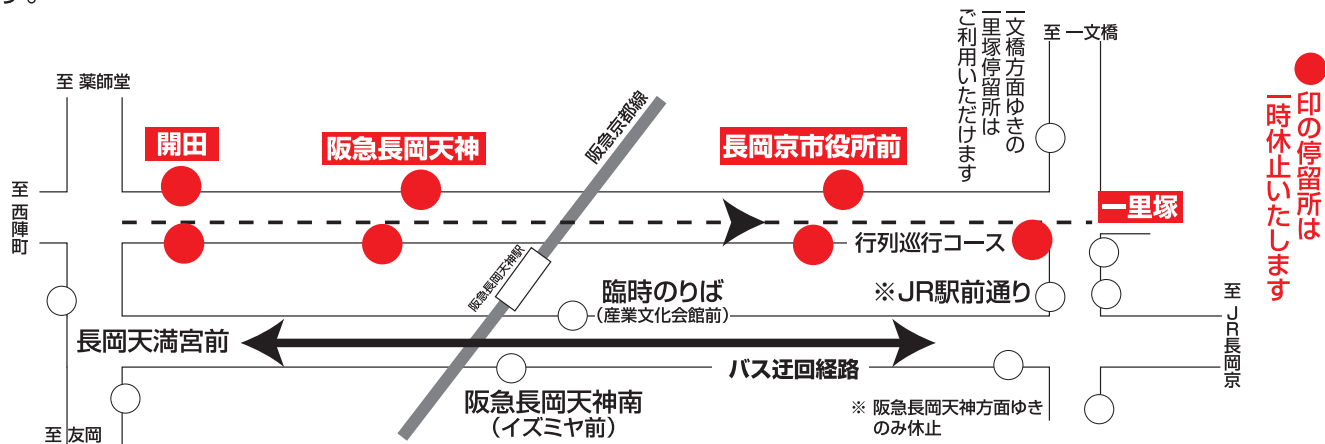 す。
至 薬師堂
開田
阪急長岡天神
阪急京都線
長岡京市役所前
一文橋方面ゆきの
一里塚停留所は
ご利用いただけます
至 一文橋
一里塚
印の停留所は
一時休止いたします
至 西陣町
行列巡行コース
阪急長岡天神駅
臨時のりば
(産業文化会館前)
※JR駅前通り
至 JR長岡京
長岡天満宮前
バス迂回経路
阪急長岡天神南
(イズミヤ前)
※ 阪急長岡天神方面ゆき
のみ休止
至 友岡